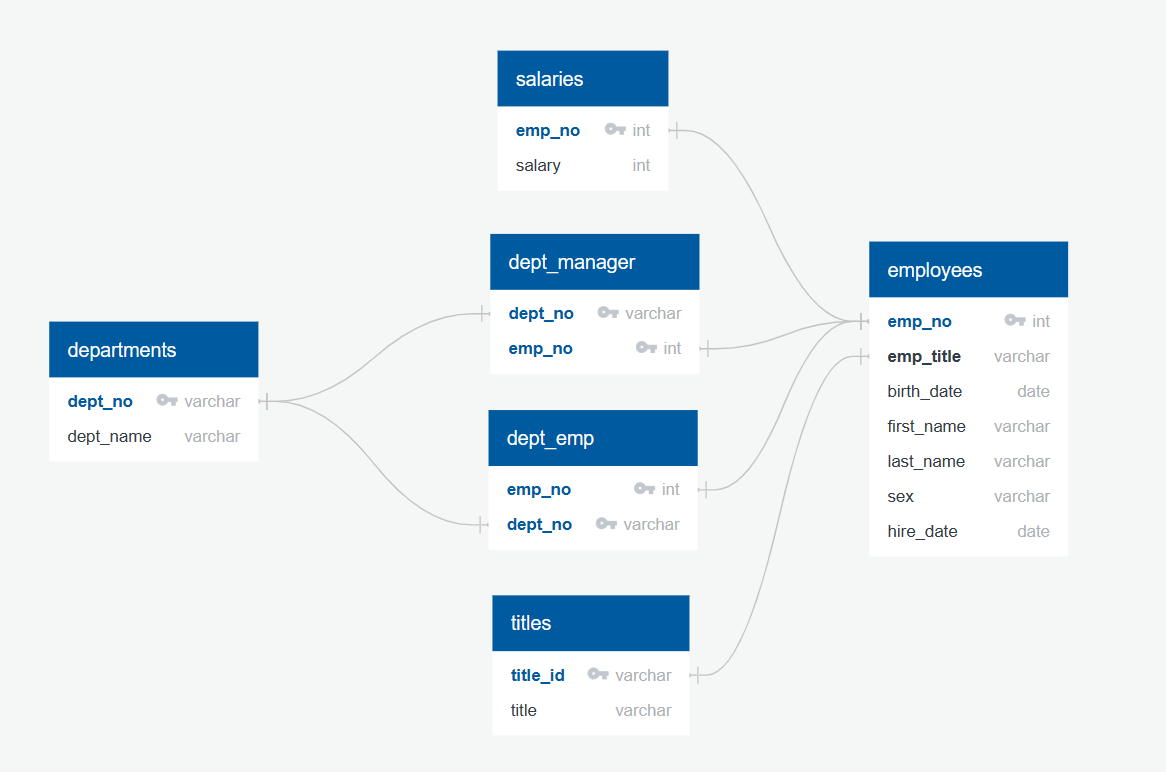 salaries
emp_no int
salary int
dept_manager
dept_no varchar
emp_no int
employees
emp_no int
emp_title varchar
birth_date date
first_name varchar
last_name varchar
sex varchar
hire_date date
departments
dept_no varchar
dept_name varchar
dept_emp
emp_no int
dept_no varchar
titles
title_id varchar
title varchar